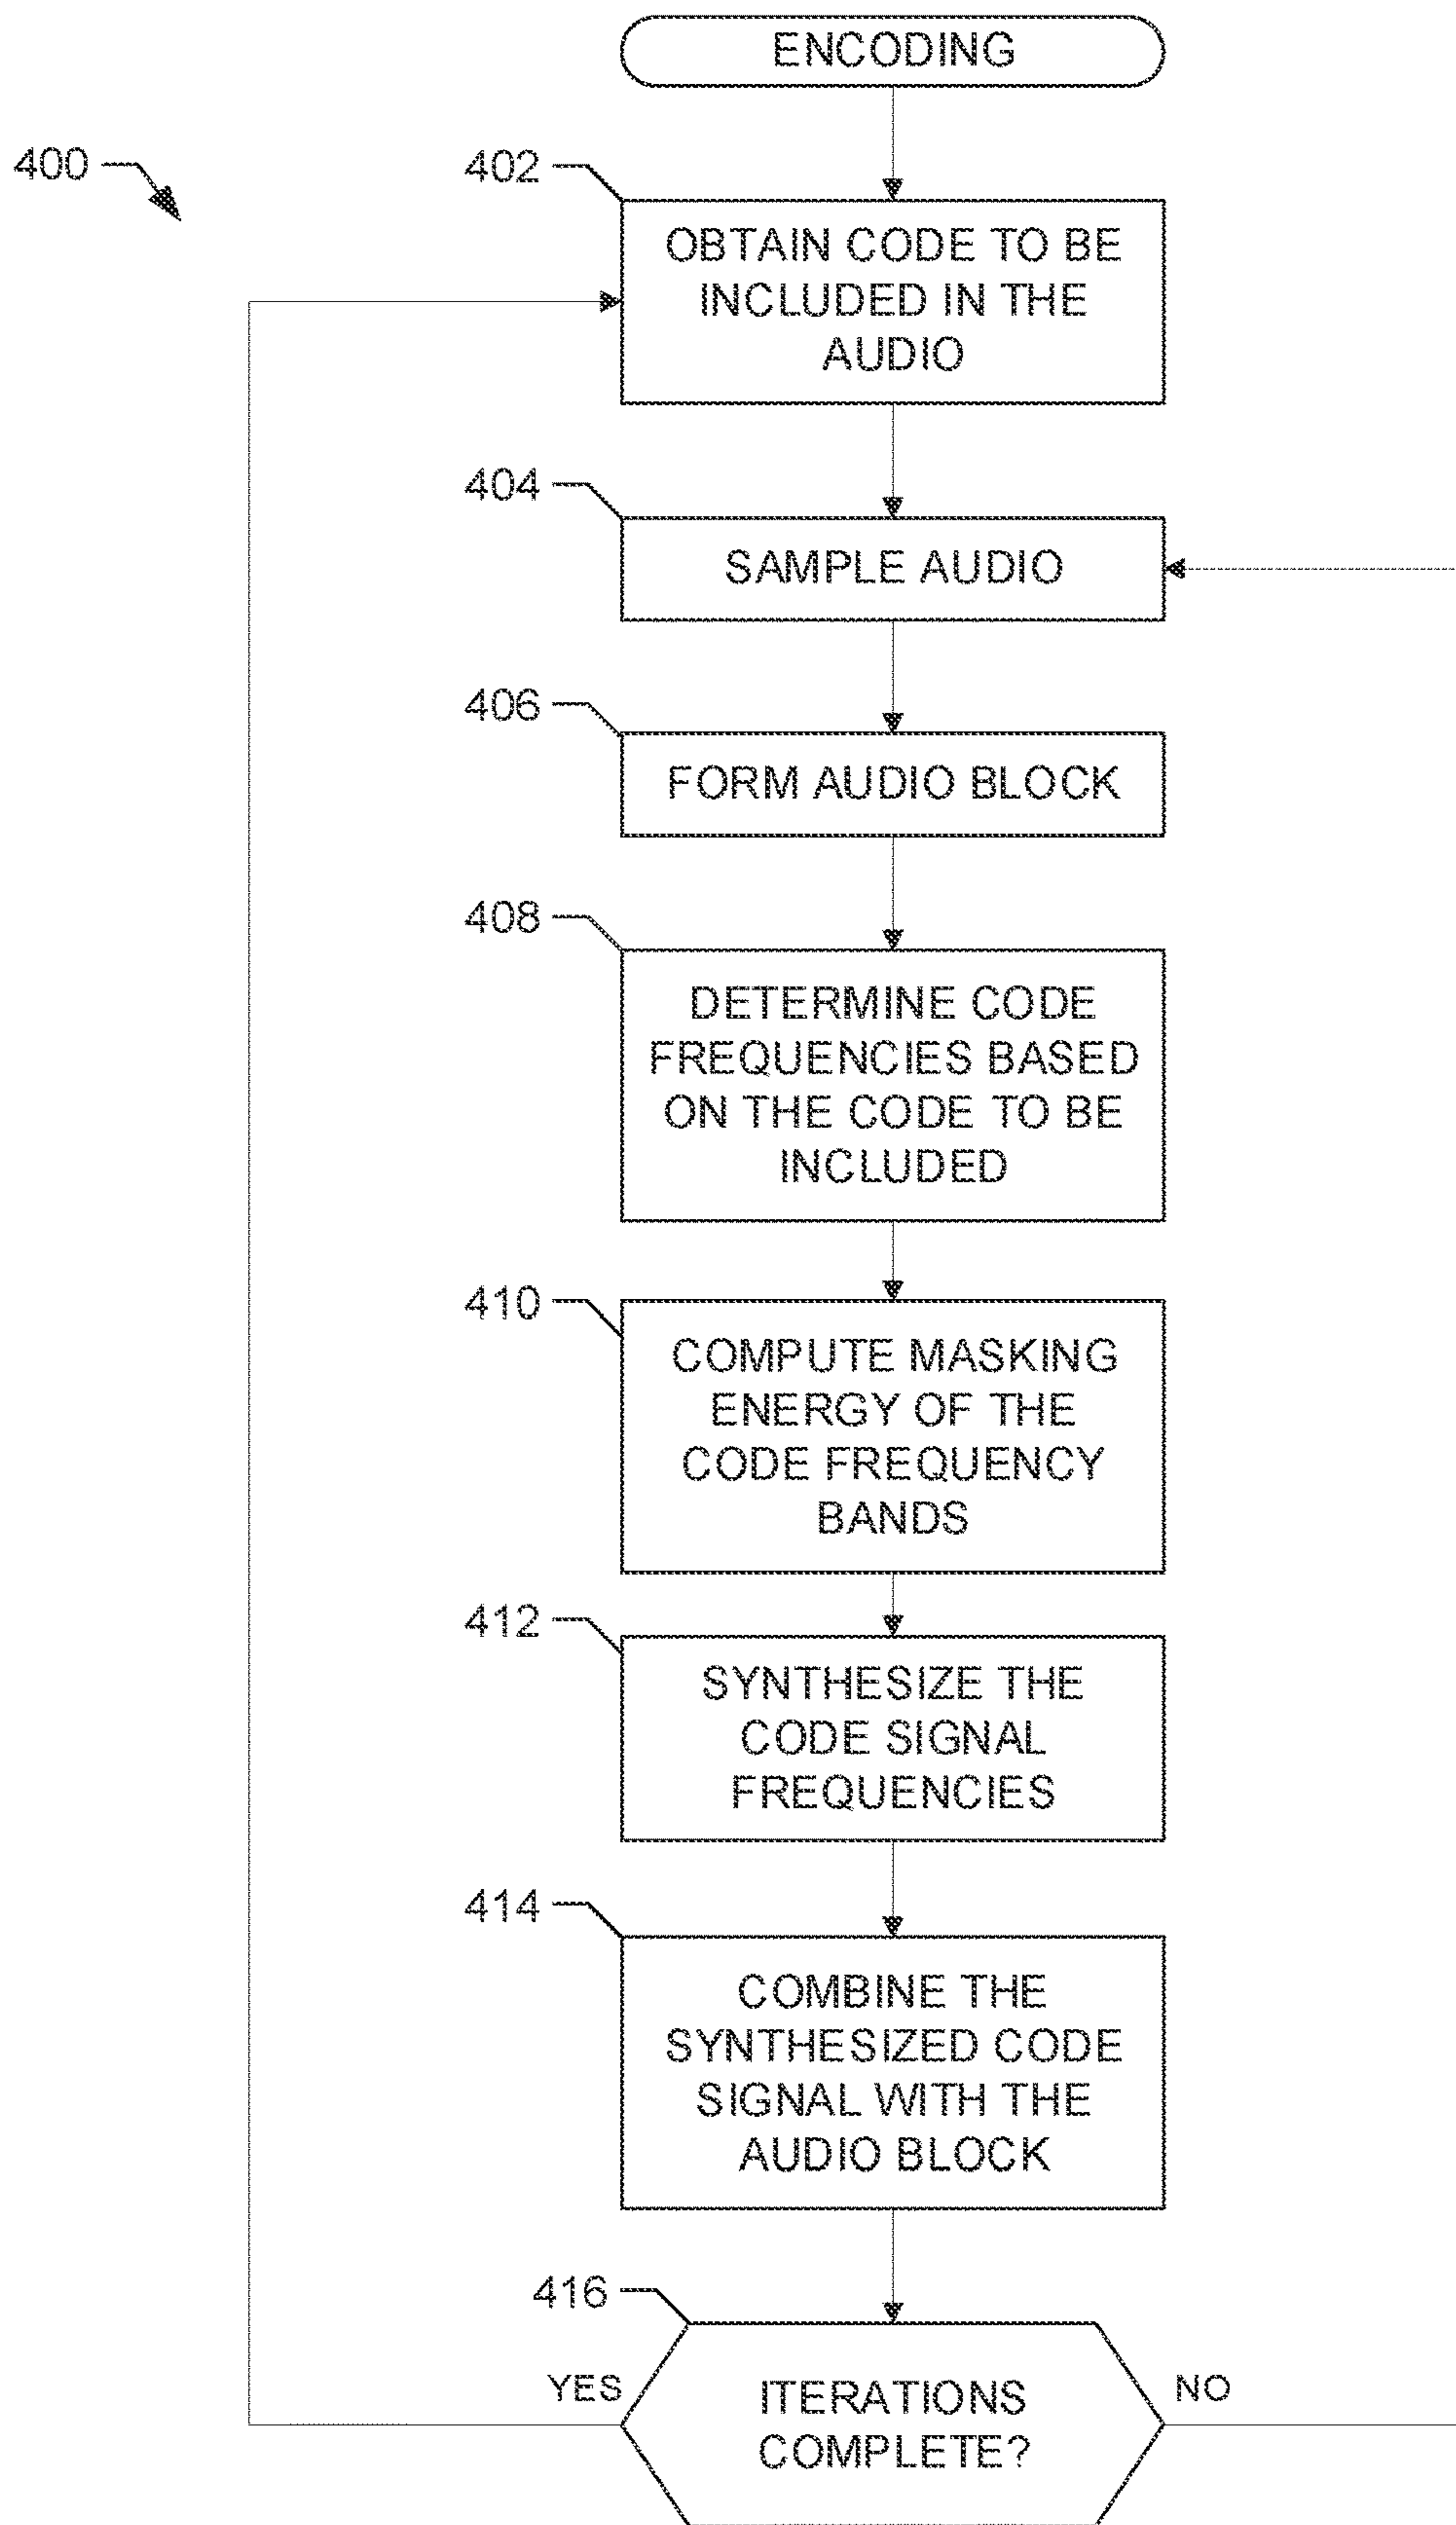 ENCODING
400
402
OBTAIN CODE TO BE
INCLUDED IN THE
AUDIO
404
SAMPLE AUDIO
406
FORM AUDIO BLOCK
408
DETERMINE CODE
FREQUENCIES BASED
ON THE CODE TO BE
INCLUDED
410
COMPUTE MASKING
ENERGY OF THE
CODE FREQUENCY
BANDS
412
SYNTHESIZE THE
CODE SIGNAL
FREQUENCIES
414
COMBINE THE
SYNTHESIZED CODE
SIGNAL WITH THE
AUDIO BLOCK
416
YES
ITERATIONS
COMPLETE?
NO